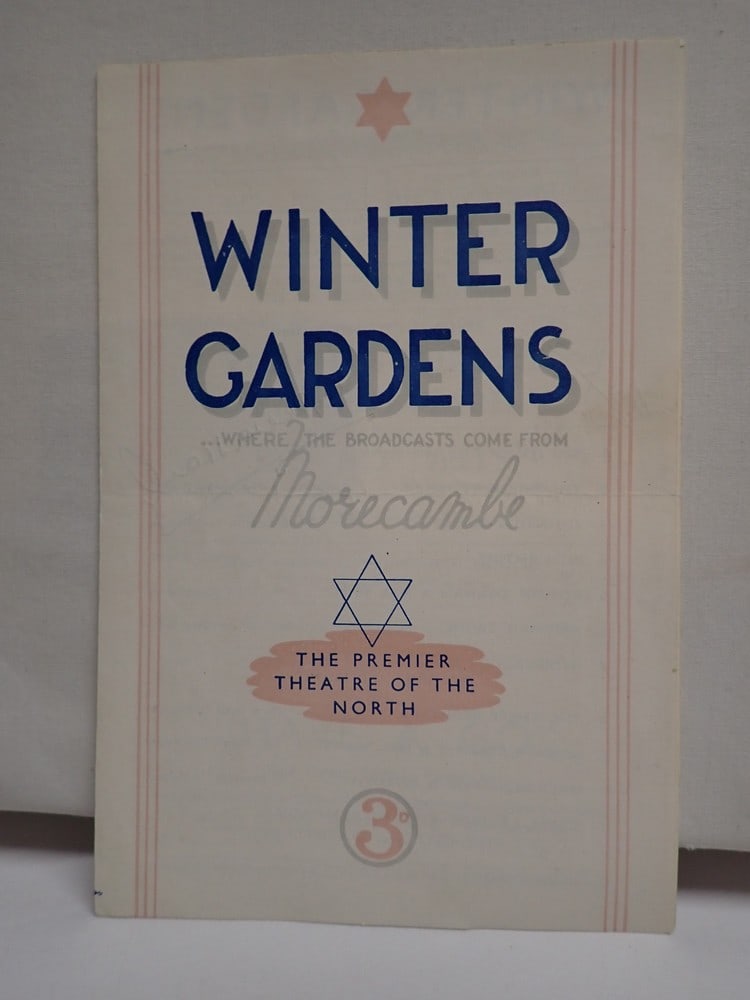 WINTER
GARDENS
...WHERE THE BROADCASTS COME FROM
Morecambe
THE PREMIER
THEATRE OF THE
NORTH
3D